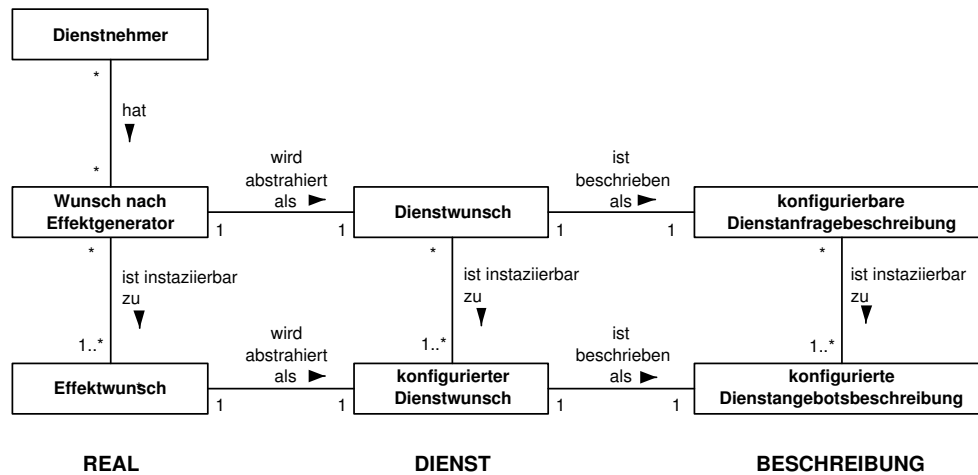 Dienstnehmer
*
hat
*
Wunsch nach
Effektgenerator
1
wird
abstrahiert
als
1
Dienstwunsch
1
ist
beschrieben
als
1
konfigurierbare
Dienstanfragebeschreibung
*
ist instaziierbar
zu
1..*
*
ist instaziierbar
zu
1..*
*
ist instaziierbar
zu
1..*
Effektwunsch
1
wird
abstrahiert
als
1
konfigurierter
Dienstwunsch
1
ist
beschrieben
als
1
konfigurierte
Dienstangebotsbeschreibung
REAL
DIENST
BESCHREIBUNG